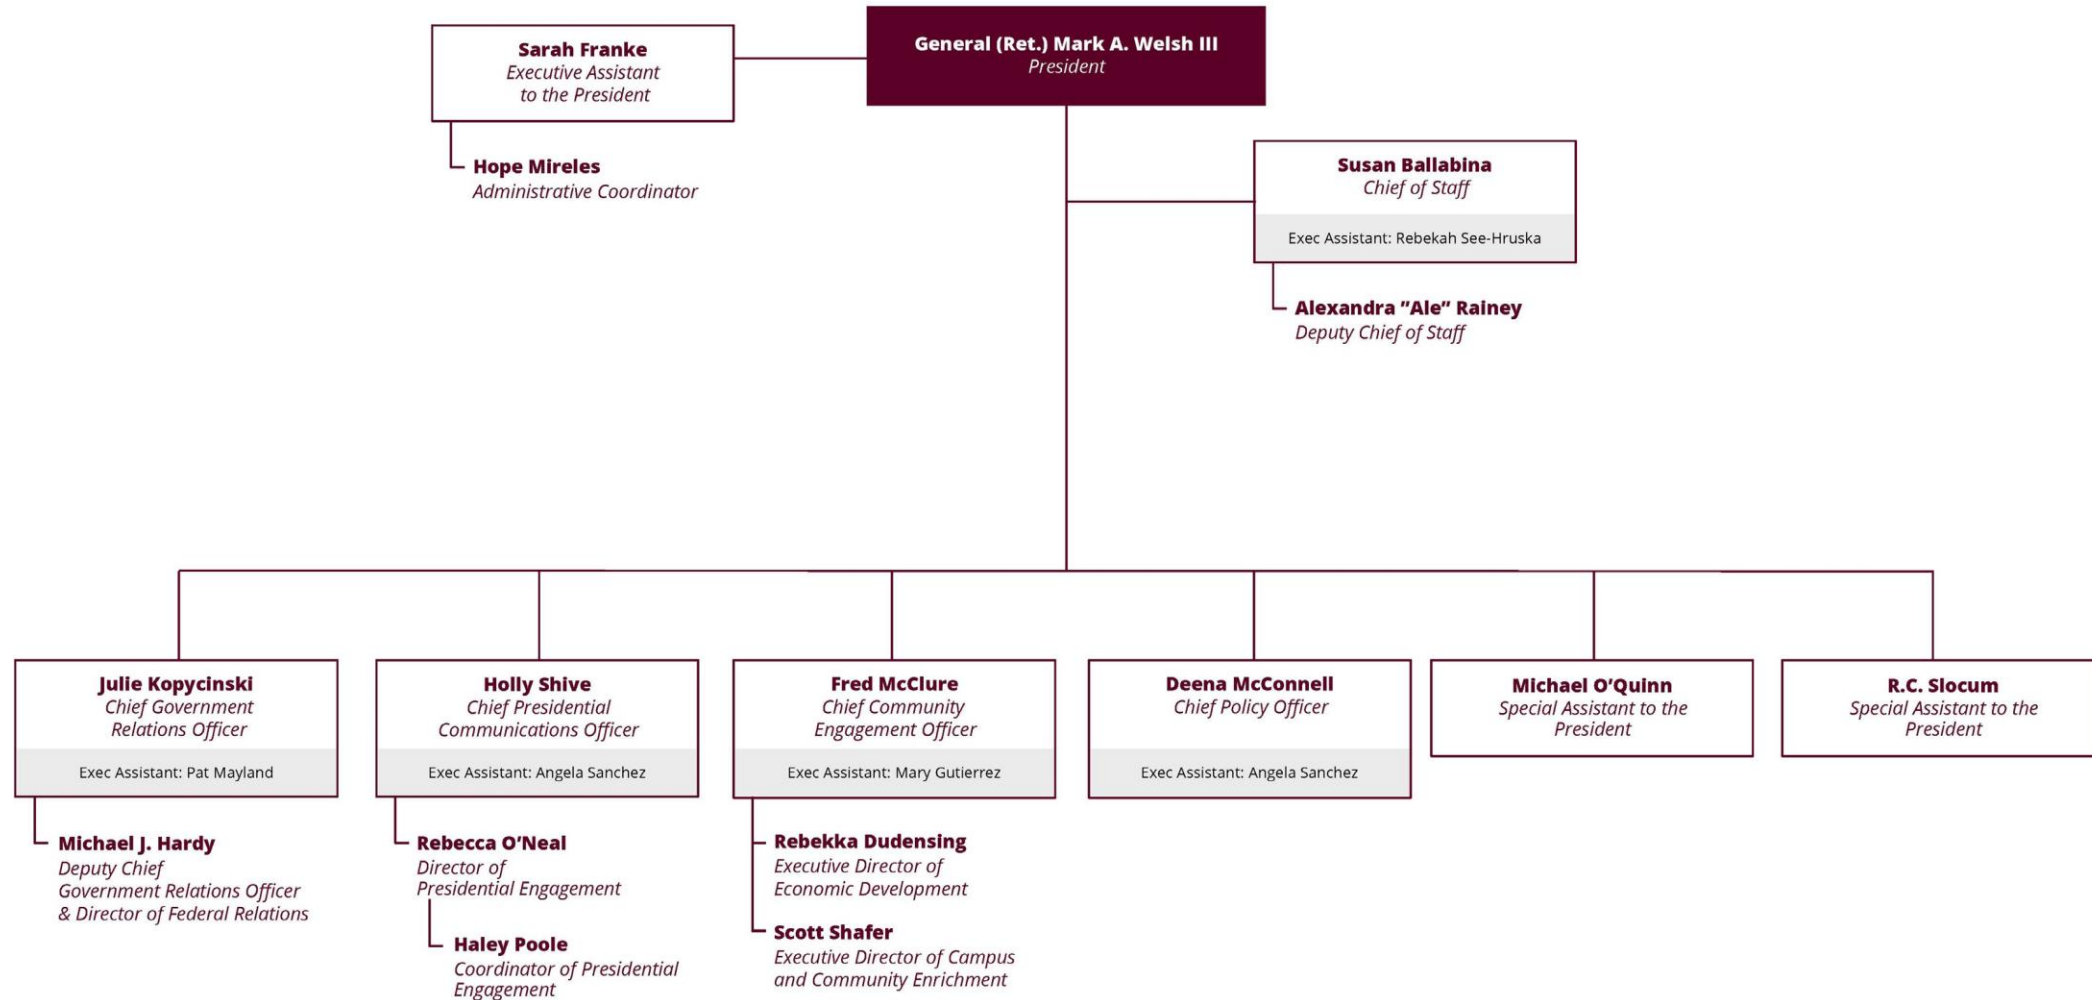 Sarah Franke
Executive Assistant
to the President
General (Ret.) Mark A. Welsh III
President
Hope Mireles
Administrative Coordinator
Susan Ballabina
Chief of Staff
Exec Assistant: Rebekah See-Hruska
Alexandra ”Ale” Rainey
Deputy Chief of Staff
Julie Kopycinski
Chief Government
Relations Officer
Exec Assistant: Pat Mayland
Michael J. Hardy
Deputy Chief
Government Relations Officer
& Director of Federal Relations
Holly Shive
Chief Presidential
Communications Officer
Exec Assistant: Angela Sanchez
Rebecca O’Neal
Director of
Presidential Engagement
Haley Poole
Coordinator of Presidential
Engagement
Fred McClure
Chief Community
Engagement Officer
Exec Assistant: Mary Gutierrez
Rebekka Dudensing
Executive Director of
Economic Development
Scott Shafer
Executive Director of Campus
and Community Enrichment
Deena McConnell
Chief Policy Officer
Exec Assistant: Angela Sanchez
Michael O’Quinn
Special Assistant to the
President
R.C. Slocum
Special Assistant to the
President